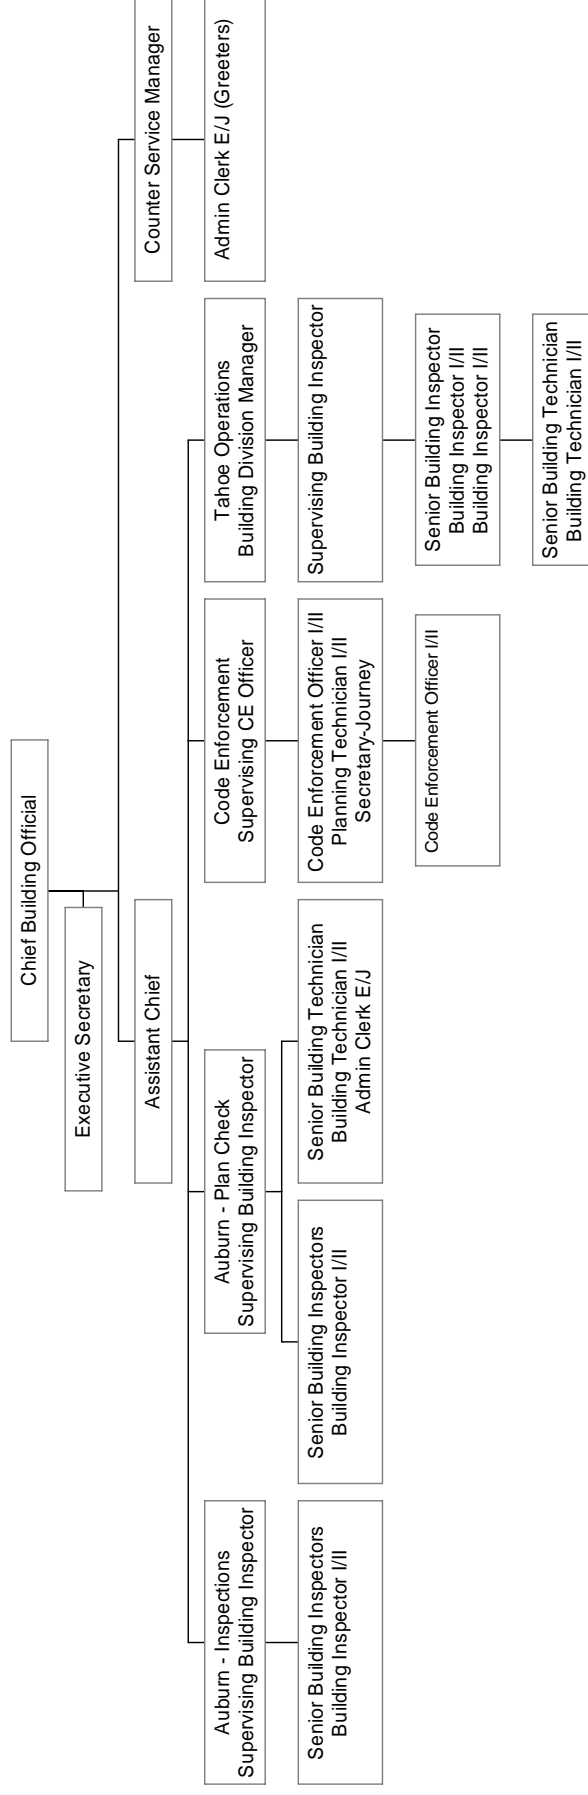 Chief Building Official
Executive Secretary
Assistant Chief
Counter Service Manager
Auburn - Inspections
Supervising Building Inspector
Auburn - Plan Check
Supervising Building Inspector
Code Enforcement
Supervising CE Officer
Tahoe Operations
Building Division Manager
Admin Clerk E/J (Greeters)
Senior Building Inspectors
Building Inspector I/II
Senior Building Inspectors
Building Inspector I/II
Senior Building Technician
Building Technician I/II
Admin Clerk E/J
Code Enforcement Officer I/II
Planning Technician I/II
Secretary-Journey
Supervising Building Inspector
Code Enforcement Officer I/II
Senior Building Inspector
Building Inspector I/II
Building Inspector I/II
Senior Building Technician
Building Technician I/II